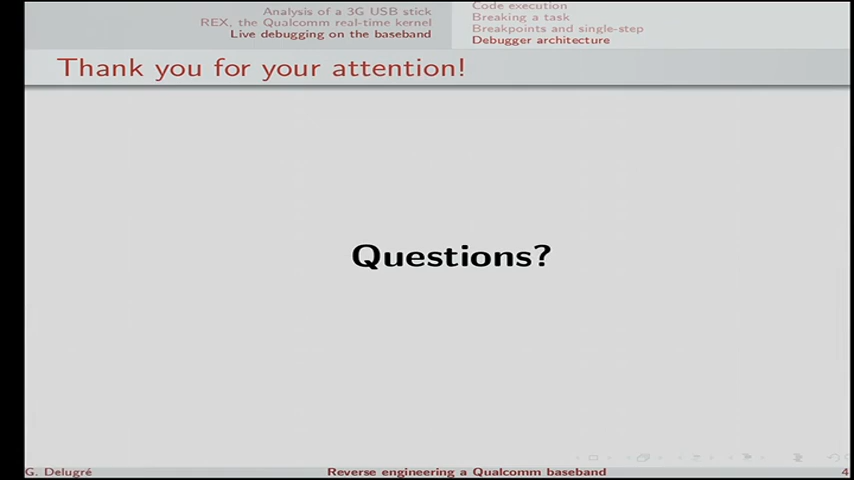 Analysis of a 3G USB stick
REX, the Qualcomm real-time kernel
Live debugging on the baseband
Code execution
Breaking a task
Breakpoints and single-step
Debugger architecture
Thank you for your attention!
Questions?
G. Delugré
Reverse engineering a Qualcomm baseband
4